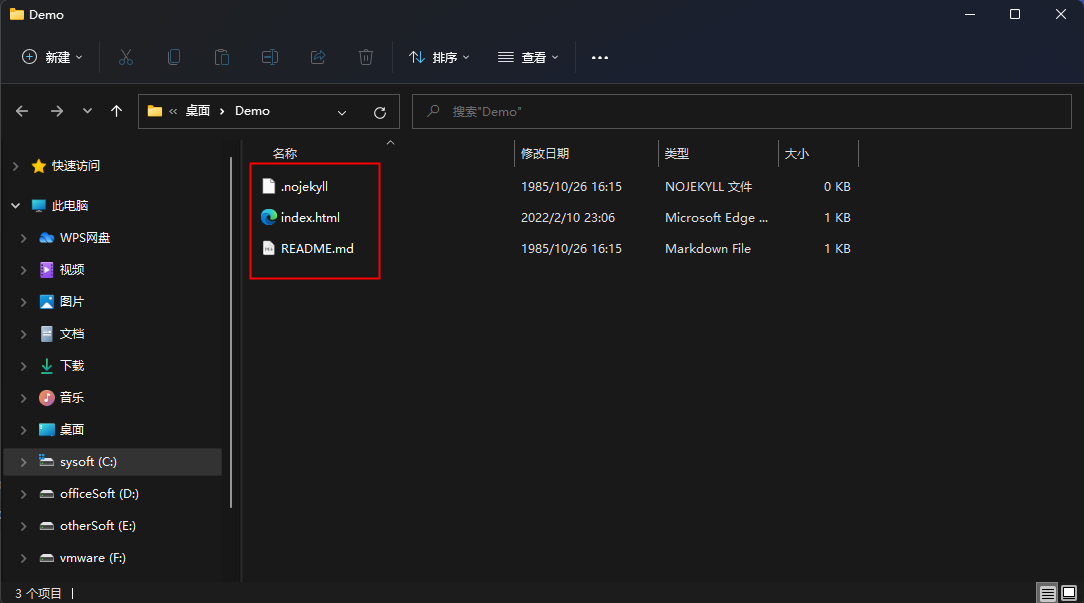 Demo
新建
排序
查看
« 桌面 › Demo
搜索"Demo"
名称 修改日期 类型 大小
.nojekyll 1985/10/26 16:15 NOJEKYLL 文件 0 KB
index.html 2022/2/10 23:06 Microsoft Edge ... 1 KB
README.md 1985/10/26 16:15 Markdown File 1 KB
快速访问
此电脑
WPS网盘
视频
图片
文档
下载
音乐
桌面
sysoft (C:)
officeSoft (D:)
otherSoft (E:)
vmware (F:)
3 个项目